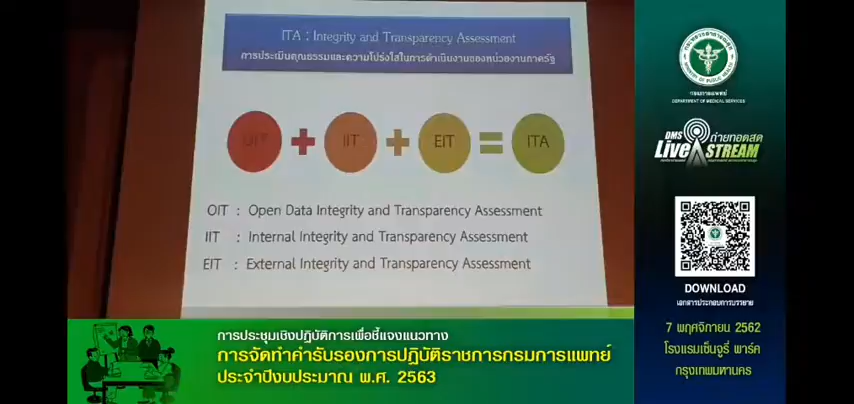 ITA : Integrity and Transparency Assessment
การประเมินคุณธรรมและความโปร่งใสในการดำเนินงานของหน่วยงานภาครัฐ
OIT + IIT + EIT = ITA
OIT : Open Data Integrity and Transparency Assessment
IIT : Internal Integrity and Transparency Assessment
EIT : External Integrity and Transparency Assessment
การประชุมเชิงปฏิบัติการเพื่อชี้แจงแนวทาง
การจัดทำคำรับรองการปฏิบัติราชการกรมการแพทย์
ประจำปีงบประมาณ พ.ศ. 2563
กรมการแพทย์
DEPARTMENT OF MEDICAL SERVICES
DMS
ถ่ายทอดสด
Live STREAM
DOWNLOAD
เอกสารประกอบการบรรยาย
7 พฤศจิกายน 2562
โรงแรมเซ็นจูรี่ พาร์ค
กรุงเทพมหานคร